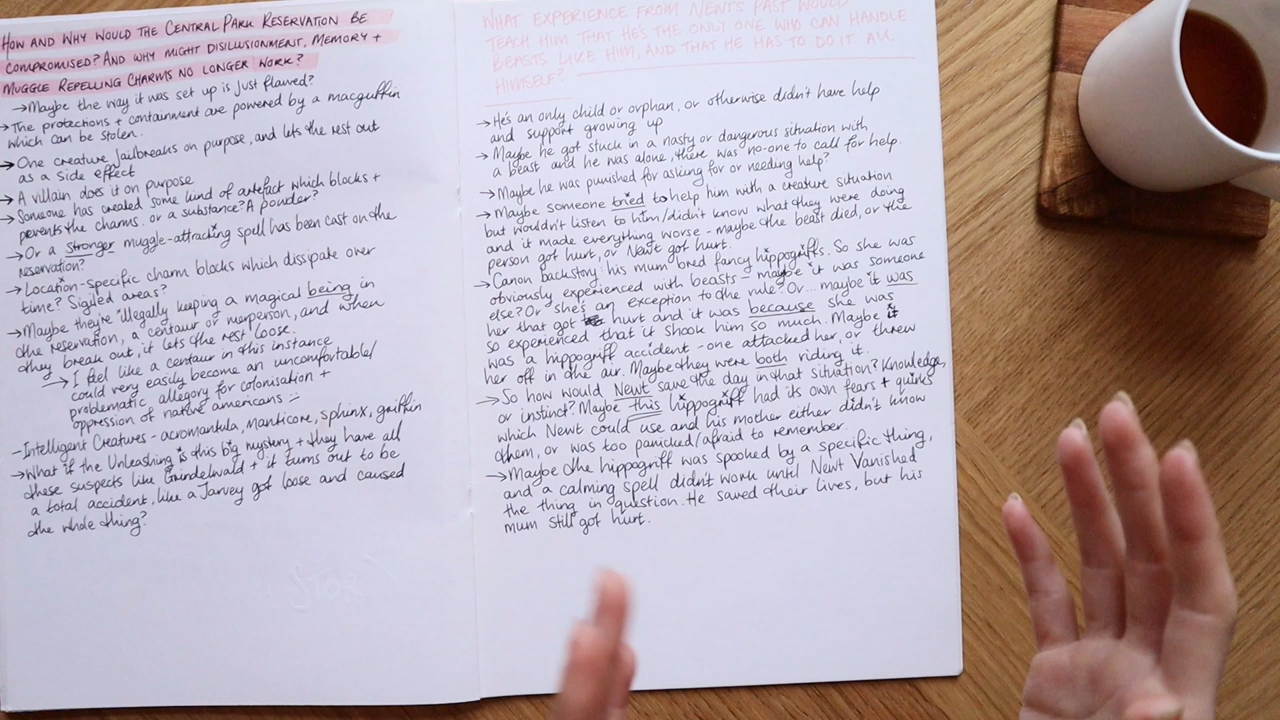 HOW AND WHY WOULD THE CENTRAL PARK RESERVATION BE
COMPROMISED? AND WHY MIGHT DISILLUSIONMENT, MEMORY +
MUGGLE REPELLING CHARMS NO LONGER WORK?
→Maybe the way it was set up is just flawed?
→The protections + containment are powered by a macguffin
which can be stolen.
→One creature jailbreaks on purpose, and lets the rest out
as a side effect
→A villain does it on purpose
→Someone has created some kind of artefact which blocks +
prevents the charms. or a substance? A powder?
→Or a stronger muggle-attracting spell has been cast on the
reservation?
→Location-specific charm blocks which dissipate over
time? Sigiled areas?
→Maybe they're illegally keeping a magical being in
the reservation, a centaur or merperson, and when
they break out, it lets the rest loose.
→I feel like a centaur in this instance
could very easily become an uncomfortable/
problematic allegory for colonisation +
oppression of native americans :-
-Intelligent Creatures - acromantula, manticore, sphinx, griffin
→What if the Unleashing is this big mystery + they have all
these suspects like Grindelwald + it turns out to be
a total accident, like a Jarvey got loose and caused
the whole thing?
WHAT EXPERIENCE FROM NEWT'S PAST WOULD
TEACH HIM THAT HE'S THE ONLY ONE WHO CAN HANDLE
BEASTS LIKE HIM, AND THAT HE HAS TO DO IT ALL
HIMSELF?
→He's an only child or orphan, or otherwise didn't have help
and support growing up
→Maybe he got stuck in a nasty or dangerous situation with
a beast and he was alone, there was no-one to call for help.
→Maybe he was punished for asking for or needing help?
→Maybe someone tried to help him with a creature situation
but wouldn't listen to him/didn't know what they were doing
and it made everything worse - maybe the beast died, or the
person got hurt, or Newt got hurt.
→Canon backstory: his mum bred fancy hippogriffs. So she was
obviously experienced with beasts - maybe it was someone
else? Or she's an exception to the rule? Or... maybe it was
her that got hurt and it was because she was
so experienced that it shook him so much. Maybe it
was a hippogriff accident - one attacked her, or threw
her off in the air. Maybe they were both riding it.
→So how would Newt save the day in that situation? Knowledge,
or instinct? Maybe this hippogriff had its own fears + quirks
which Newt could use and his mother either didn't know
them, or was too panicked/afraid to remember.
→Maybe the hippogriff was spooked by a specific thing,
and a calming spell didn't work until Newt Vanished
the thing in question. He saved their lives, but his
mum still got hurt.